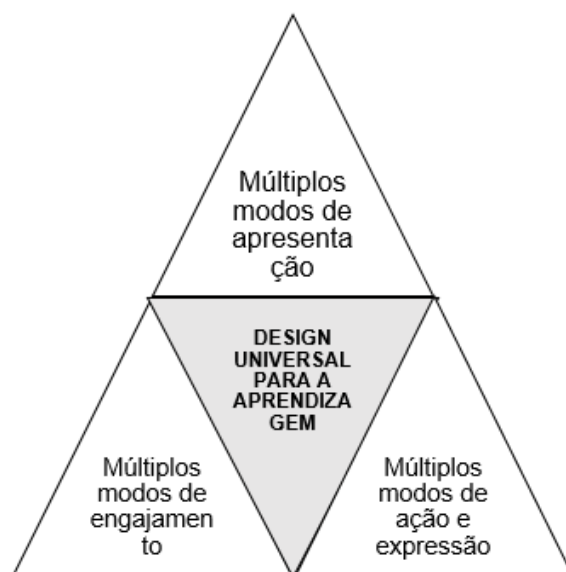 Múltiplos
modos de
apresenta
ção
DESIGN
UNIVERSAL
PARA A
APRENDIZA
GEM
Múltiplos
modos de
engajamen
to
Múltiplos
modos de
ação e
expressão